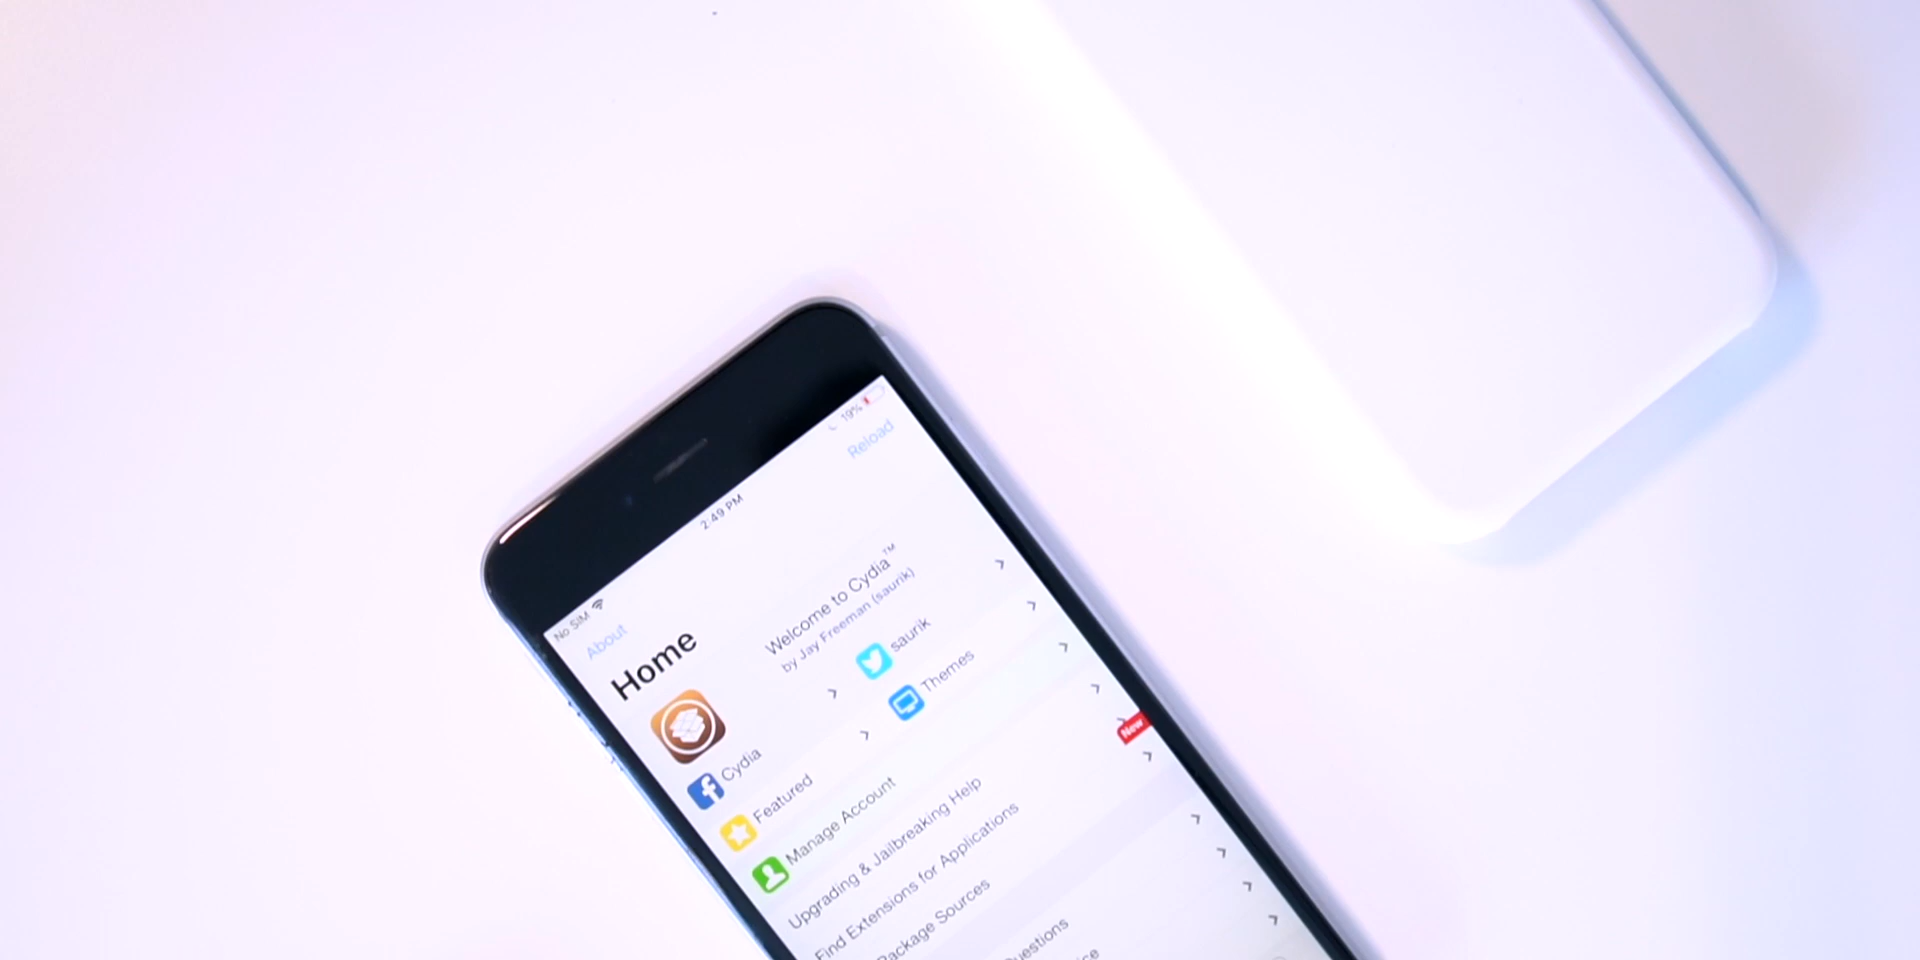 No SIM
2:49 PM
19%
About
Reload
Home
Welcome to Cydia™
by Jay Freeman (saurik)
Cydia
saurik
Featured
Themes
Manage Account
Upgrading & Jailbreaking Help
New
Find Extensions for Applications
Package Sources